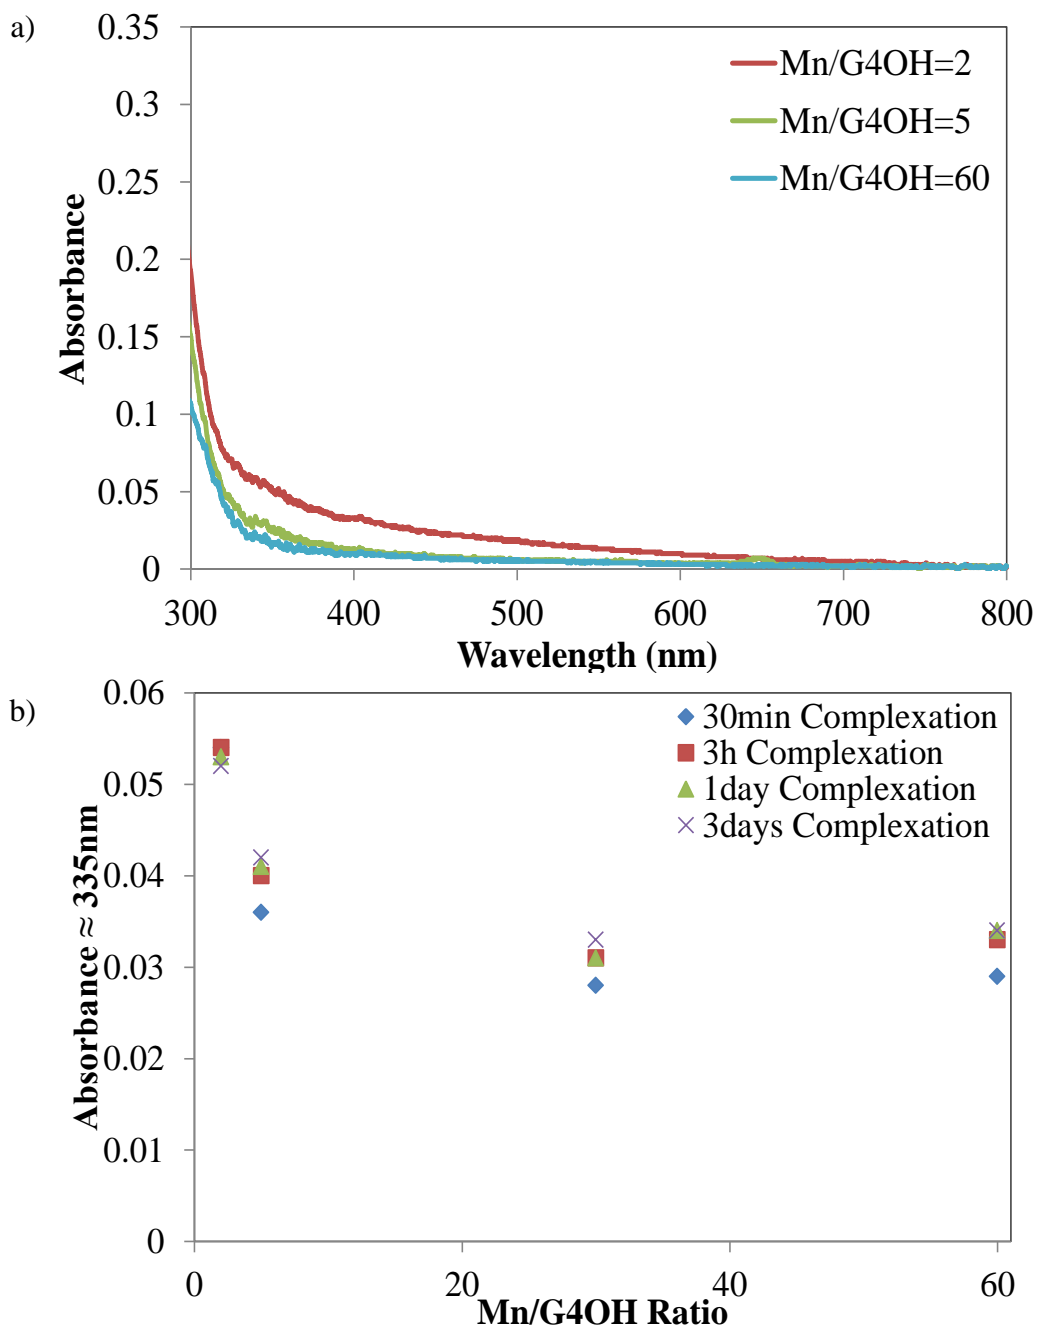 a)
0.35
0.3
0.25
0.2
0.15
0.1
0.05
0
Absorbance
Mn/G4OH=2
Mn/G4OH=5
Mn/G4OH=60
300 400 500 600 700 800
Wavelength (nm)
b)
0.06
0.05
0.04
0.03
0.02
0.01
0
Absorbance ≈ 335nm
30min Complexation
3h Complexation
1day Complexation
3days Complexation
0 20 40 60
Mn/G4OH Ratio